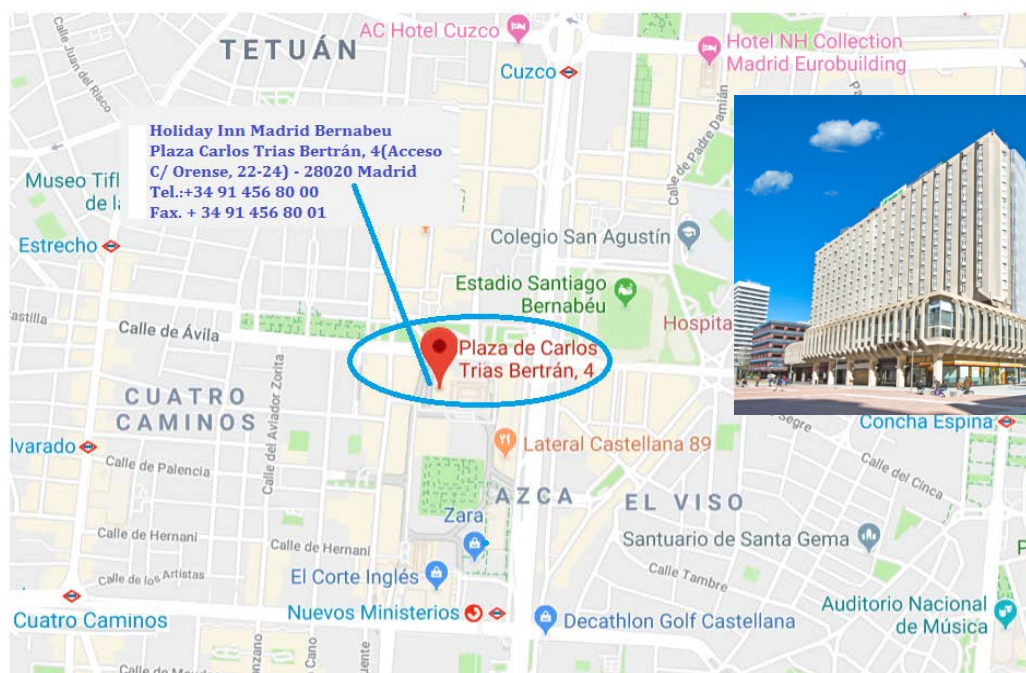 Calle Juan del Risco
TETUÁN
AC Hotel Cuzco
Cuzco
Hotel NH Collection
Madrid Eurobuilding
Calle de Padre Damián
Holiday Inn Madrid Bernabeu
Plaza Carlos Trias Bertrán, 4(Acceso
C/ Orense, 22-24) - 28020 Madrid
Tel.:+34 91 456 80 00
Fax. + 34 91 456 80 01
Museo Tifl
de la
Estrecho
Colegio San Agustín
Estadio Santiago
Bernabéu
Hospita
astilla
Calle de Ávila
Plaza de Carlos
Trias Bertrán, 4
CUATRO
CAMINOS
Calle del Aviador Zorita
Concha Espina
Segre
lvarado
Calle de Palencia
Lateral Castellana 89
Calle del Cinca
AZCA
EL VISO
Zara
Calle de Hernani
Calle de Hernani
Santuario de Santa Gema
Calle de los Artistas
El Corte Inglés
Calle Tambre
Cuatro Caminos
Nuevos Ministerios
Decathlon Golf Castellana
Auditorio Nacional
de Música
onzano
Cano
uente